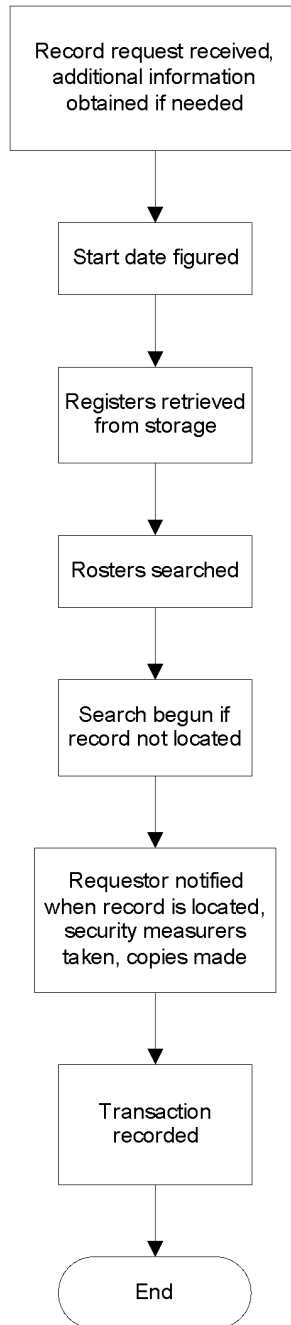 Record request received,
additional information
obtained if needed
Start date figured
Registers retrieved
from storage
Rosters searched
Search begun if
record not located
Requestor notified
when record is located,
security measurers
taken, copies made
Transaction
recorded
End